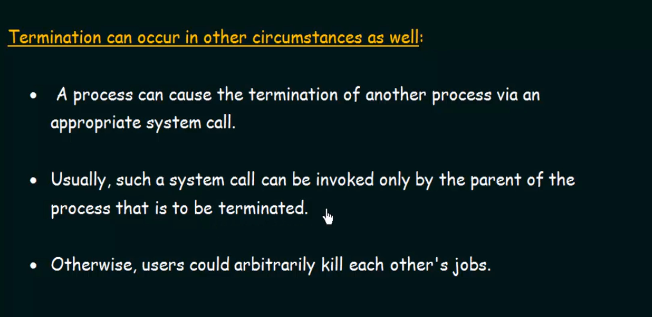 Termination can occur in other circumstances as well:
• A process can cause the termination of another process via an
appropriate system call.
• Usually, such a system call can be invoked only by the parent of the
process that is to be terminated.
• Otherwise, users could arbitrarily kill each other's jobs.